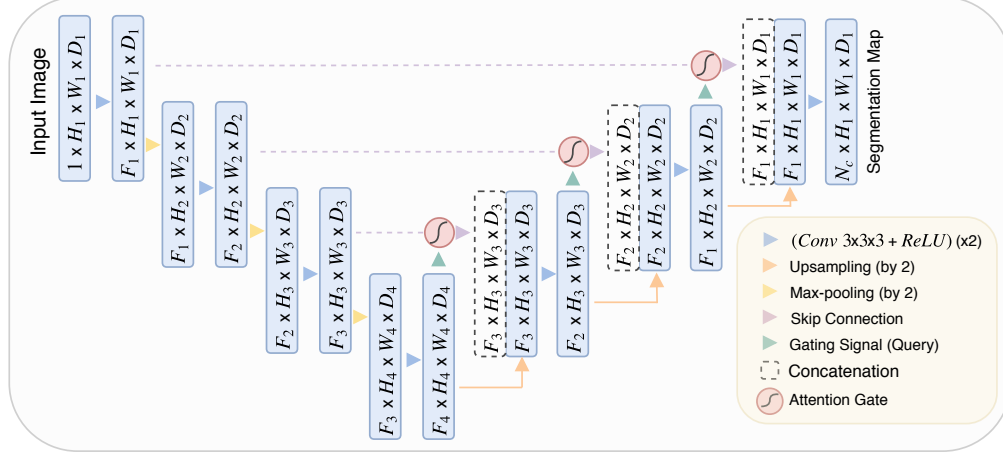 Input Image
1 x H₁ x W₁ x D₁
F₁ x H₁ x W₁ x D₁
F₁ x H₂ x W₂ x D₂
F₂ x H₂ x W₂ x D₂
F₂ x H₃ x W₃ x D₃
F₃ x H₃ x W₃ x D₃
F₃ x H₄ x W₄ x D₄
F₄ x H₄ x W₄ x D₄
F₃ x H₃ x W₃ x D₃
F₃ x H₃ x W₃ x D₃
F₂ x H₃ x W₃ x D₃
F₂ x H₂ x W₂ x D₂
F₂ x H₂ x W₂ x D₂
F₁ x H₂ x W₂ x D₂
F₁ x H₁ x W₁ x D₁
F₁ x H₁ x W₁ x D₁
N_c x H₁ x W₁ x D₁
Segmentation Map
(Conv 3x3x3 + ReLU) (x2)
Upsampling (by 2)
Max-pooling (by 2)
Skip Connection
Gating Signal (Query)
Concatenation
Attention Gate